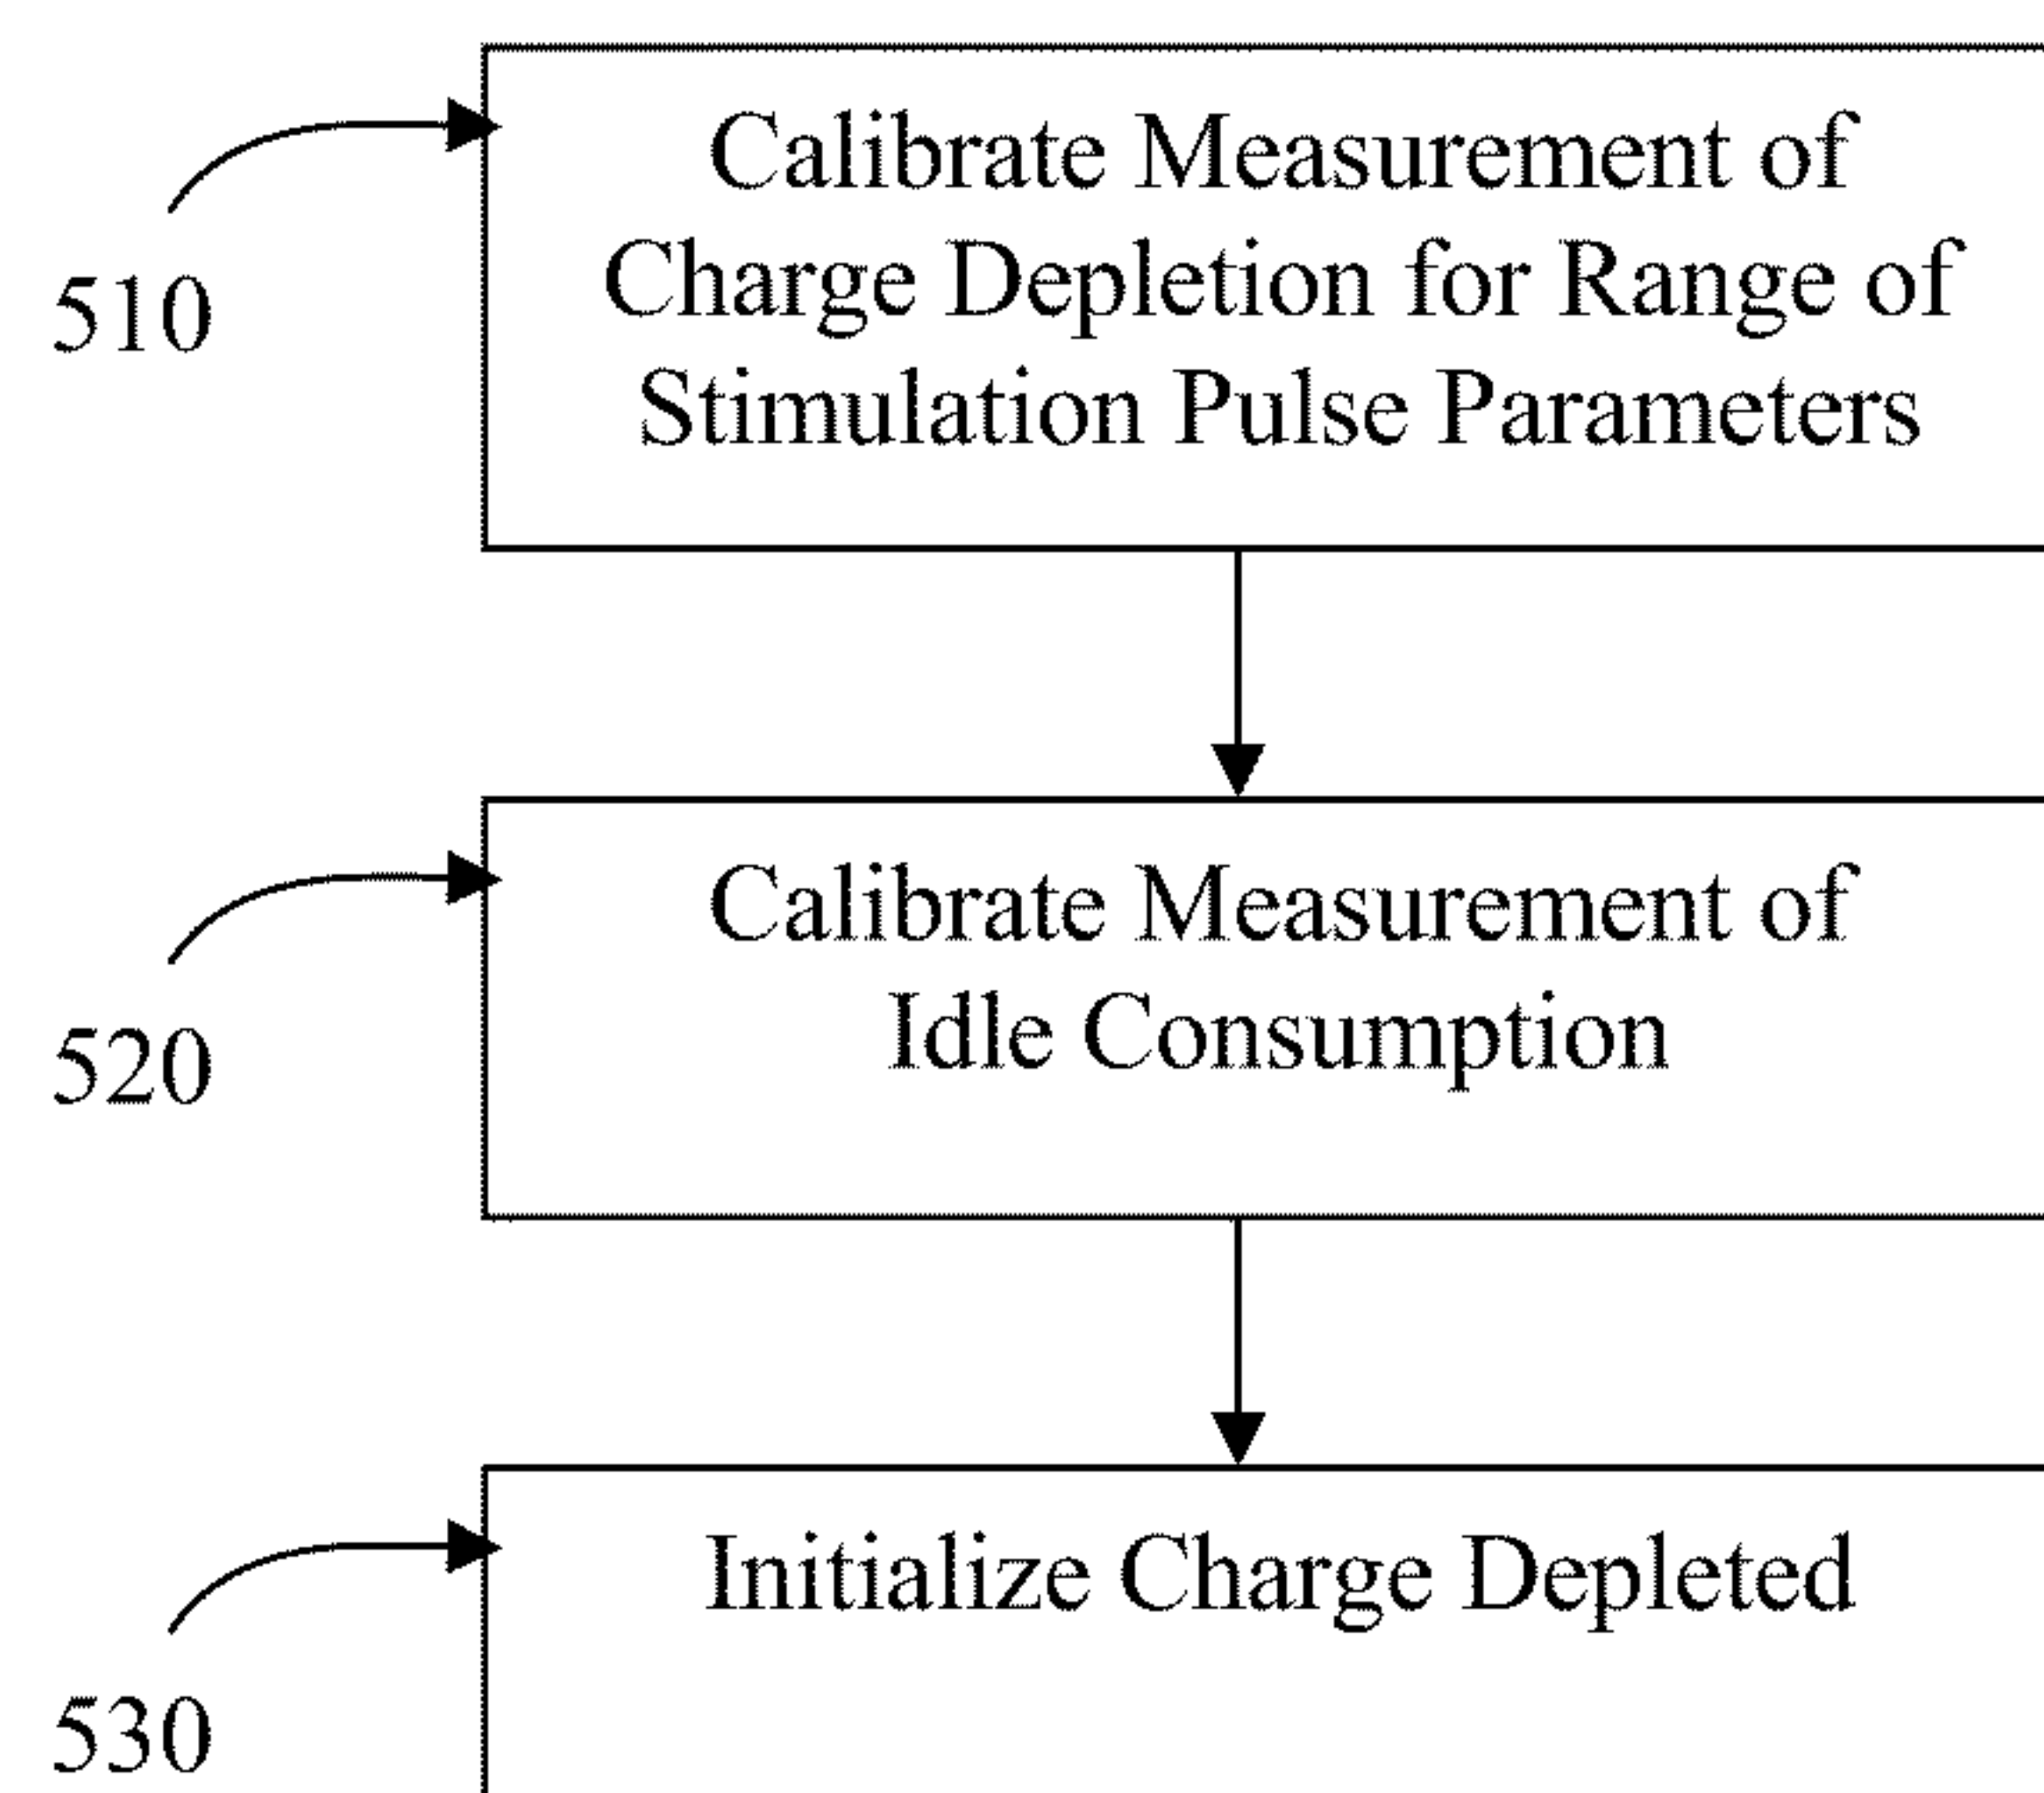 Calibrate Measurement of
Charge Depletion for Range of
Stimulation Pulse Parameters
510
Calibrate Measurement of
Idle Consumption
520
Initialize Charge Depleted
530